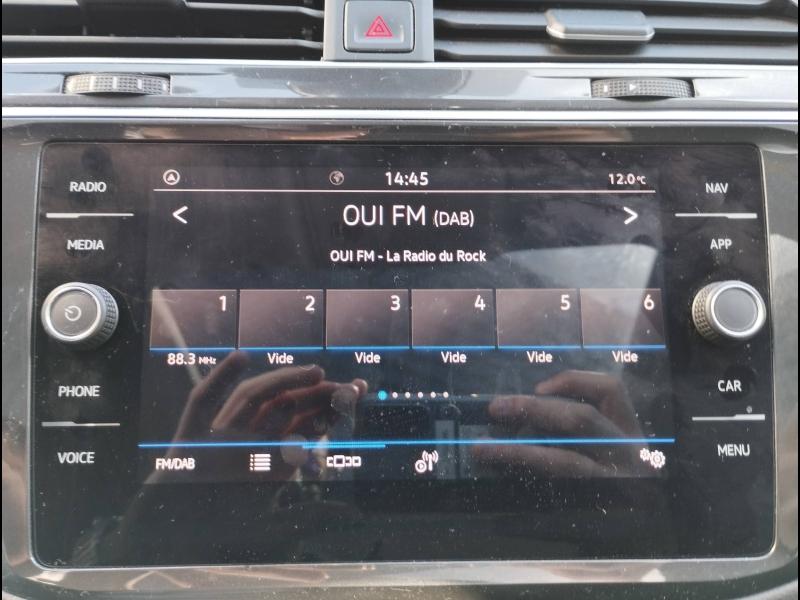 RADIO
MEDIA
PHONE
VOICE
14:45
12.0°C
< OUI FM (DAB) >
OUI FM - La Radio du Rock
1 2 3 4 5 6
88.3 MHz Vide Vide Vide Vide Vide
FM/DAB
NAV
APP
CAR
MENU